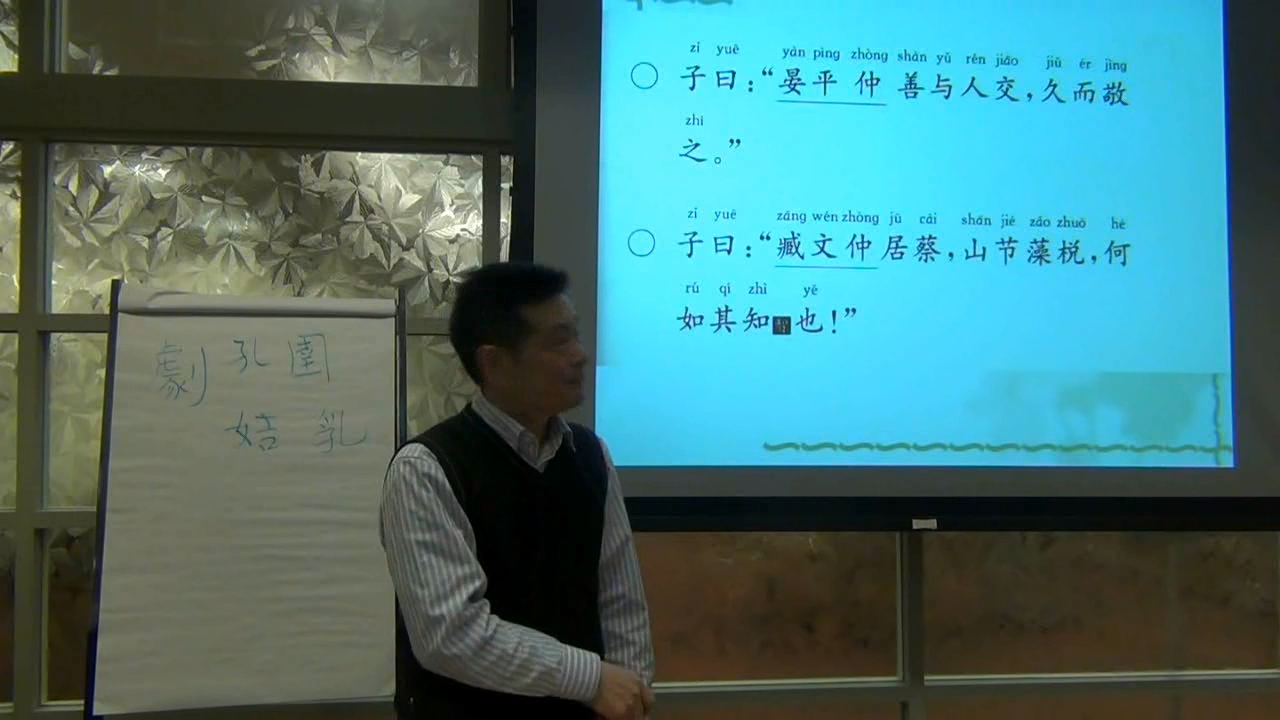 劇 孔 圉
姞 乳
zǐ yuē yàn píng zhòng shàn yǔ rén jiāo jiǔ ér jìng
子曰：“晏平仲善与人交，久而敬
zhī
之。”
zǐ yuē zāng wén zhòng jū cài shān jié zǎo zhuō hé
子曰：“臧文仲居蔡，山节藻棁，何
rú qí zhì yě
如其知也！”